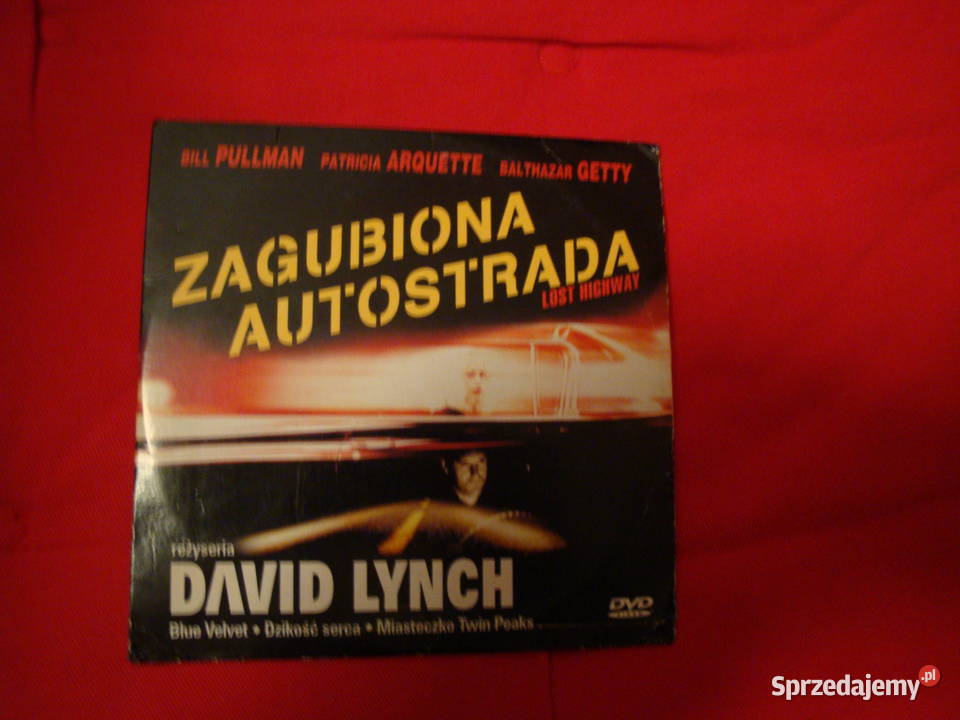 BILL PULLMAN PATRICIA ARQUETTE BALTHAZAR GETTY
ZAGUBIONA
AUTOSTRADA
LOST HIGHWAY
reżyseria
DAVID LYNCH
Blue Velvet • Dzikość serca • Miasteczko Twin Peaks
DVD
VIDEO
Sprzedajemy.pl